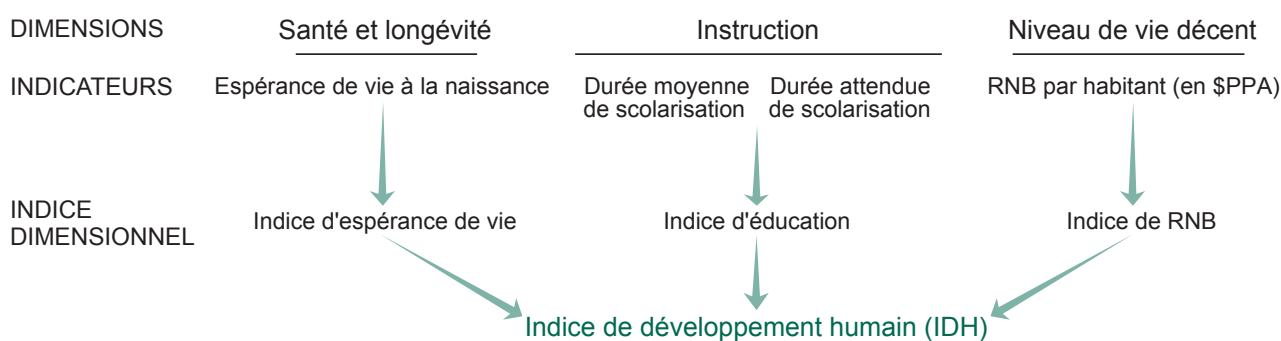 DIMENSIONS Santé et longévité Instruction Niveau de vie décent
INDICATEURS Espérance de vie à la naissance Durée moyenne Durée attendue RNB par habitant (en $PPA)
de scolarisation de scolarisation
INDICE
DIMENSIONNEL Indice d'espérance de vie Indice d'éducation Indice de RNB
Indice de développement humain (IDH)